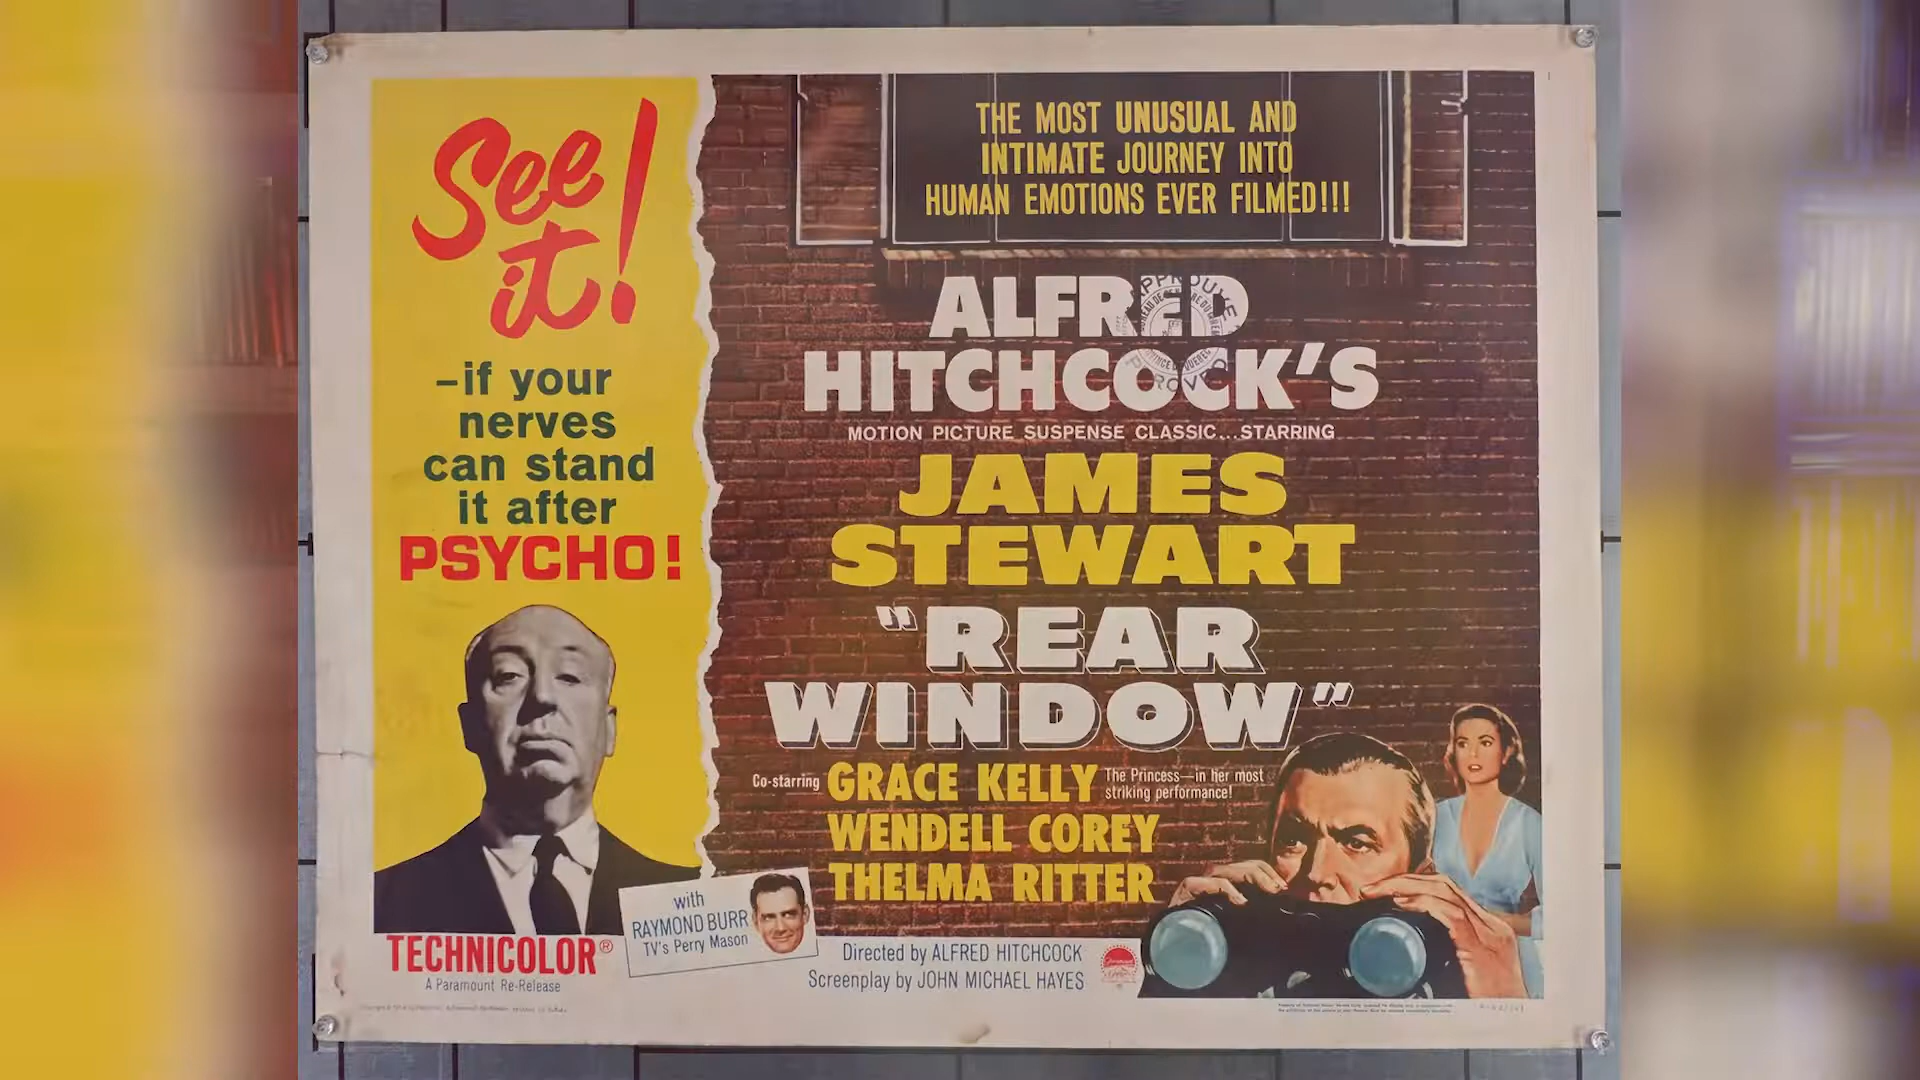 See
it!
–if your
nerves
can stand
it after
PSYCHO!
TECHNICOLOR®
A Paramount Re-Release
with
RAYMOND BURR
TV's Perry Mason
THE MOST UNUSUAL AND
INTIMATE JOURNEY INTO
HUMAN EMOTIONS EVER FILMED!!!
ALFRED
HITCHCOCK'S
MOTION PICTURE SUSPENSE CLASSIC...STARRING
JAMES
STEWART
"REAR
WINDOW"
Co-starring GRACE KELLY The Princess—in her most
striking performance!
WENDELL COREY
THELMA RITTER
Directed by ALFRED HITCHCOCK
Screenplay by JOHN MICHAEL HAYES